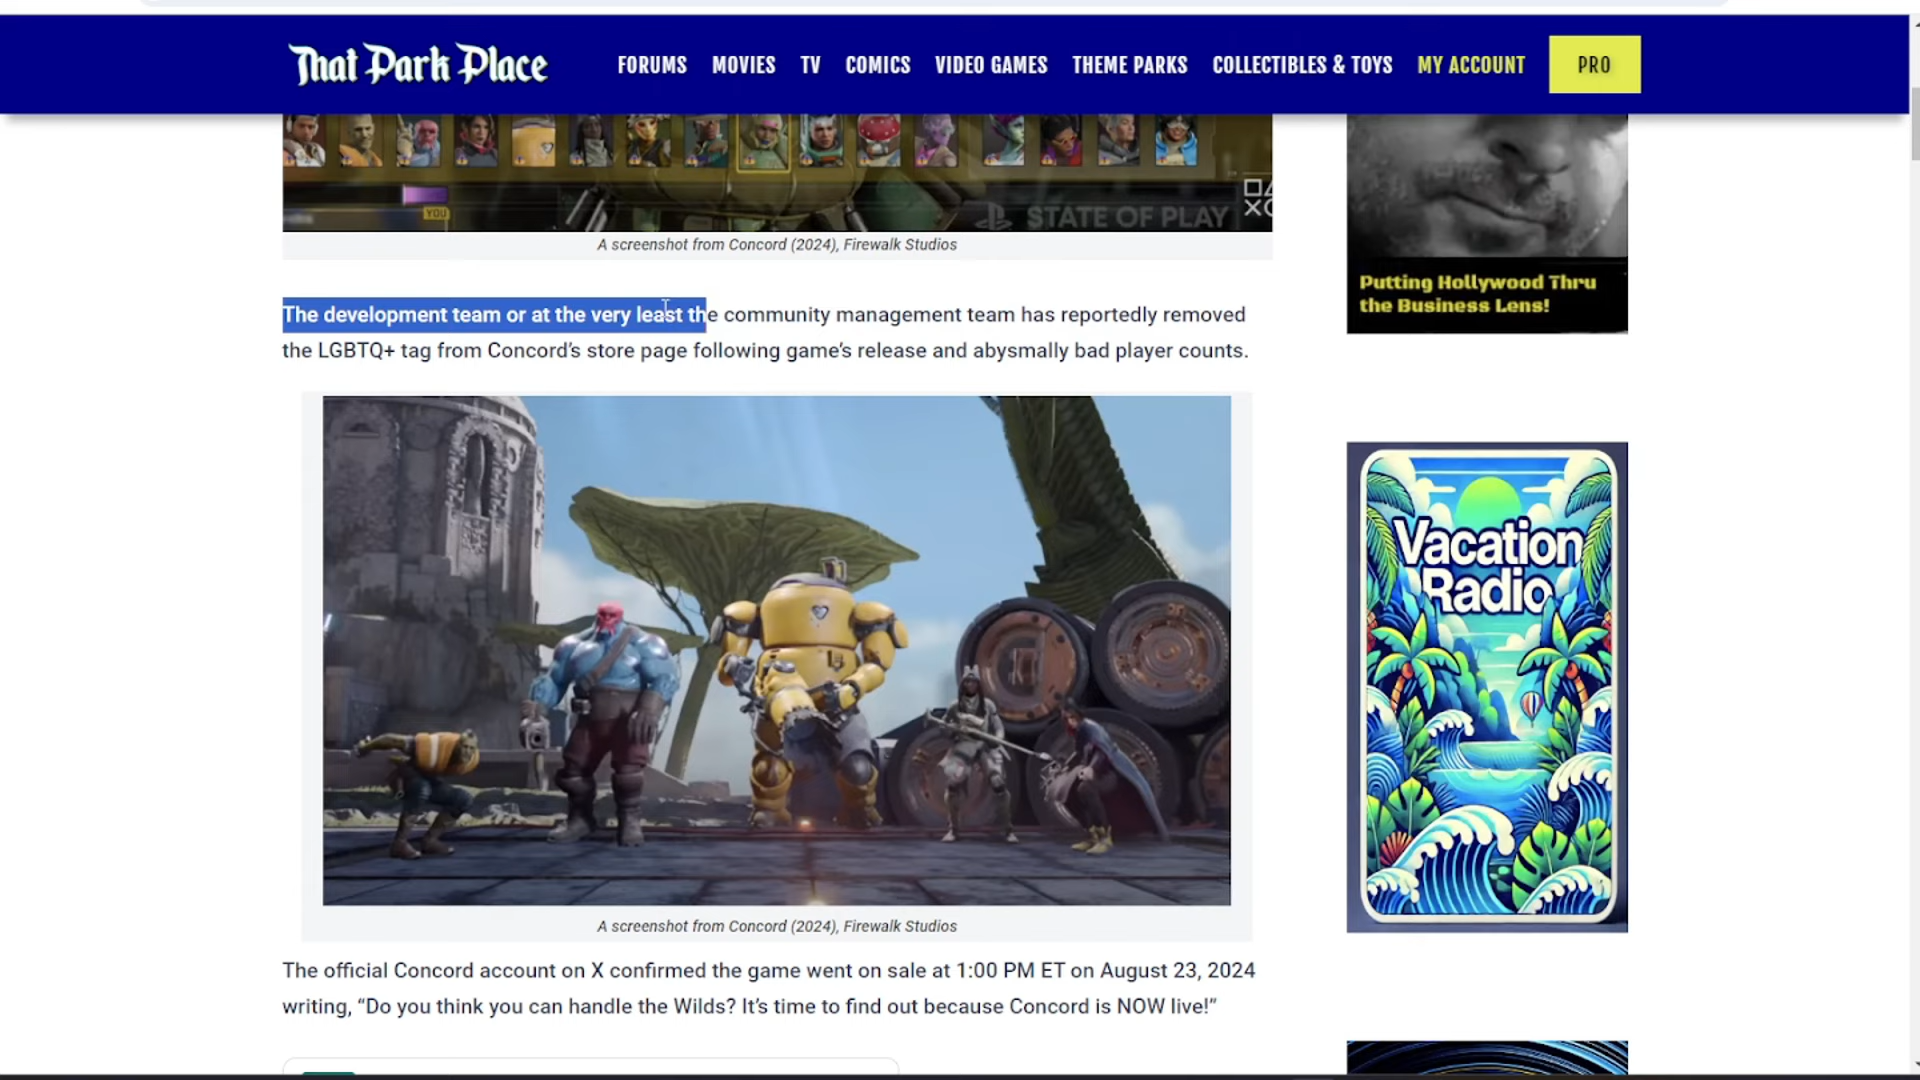 That Park Place
FORUMS MOVIES TV COMICS VIDEO GAMES THEME PARKS COLLECTIBLES & TOYS MY ACCOUNT PRO
YOU
STATE OF PLAY
A screenshot from Concord (2024), Firewalk Studios
Putting Hollywood Thru
the Business Lens!
The development team or at the very least the community management team has reportedly removed
the LGBTQ+ tag from Concord’s store page following game’s release and abysmally bad player counts.
Vacation
Radio
A screenshot from Concord (2024), Firewalk Studios
The official Concord account on X confirmed the game went on sale at 1:00 PM ET on August 23, 2024
writing, “Do you think you can handle the Wilds? It’s time to find out because Concord is NOW live!”